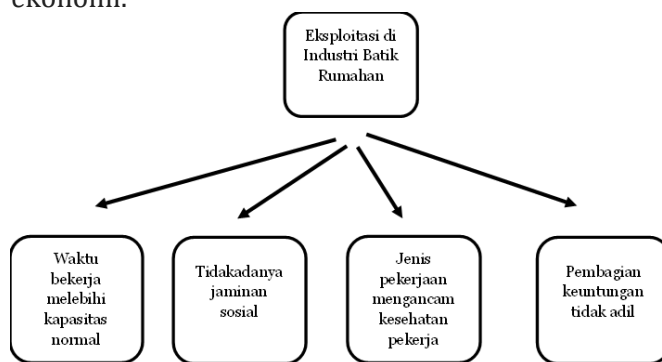 ekonomi.
Eksploitasi di
Industri Batik
Rumahan
Waktu
bekerja
melebihi
kapasitas
normal
Tidakadanya
jaminan
sosial
Jenis
pekerjaan
mengancam
kesehatan
pekerja
Pembagian
keuntungan
tidak adil